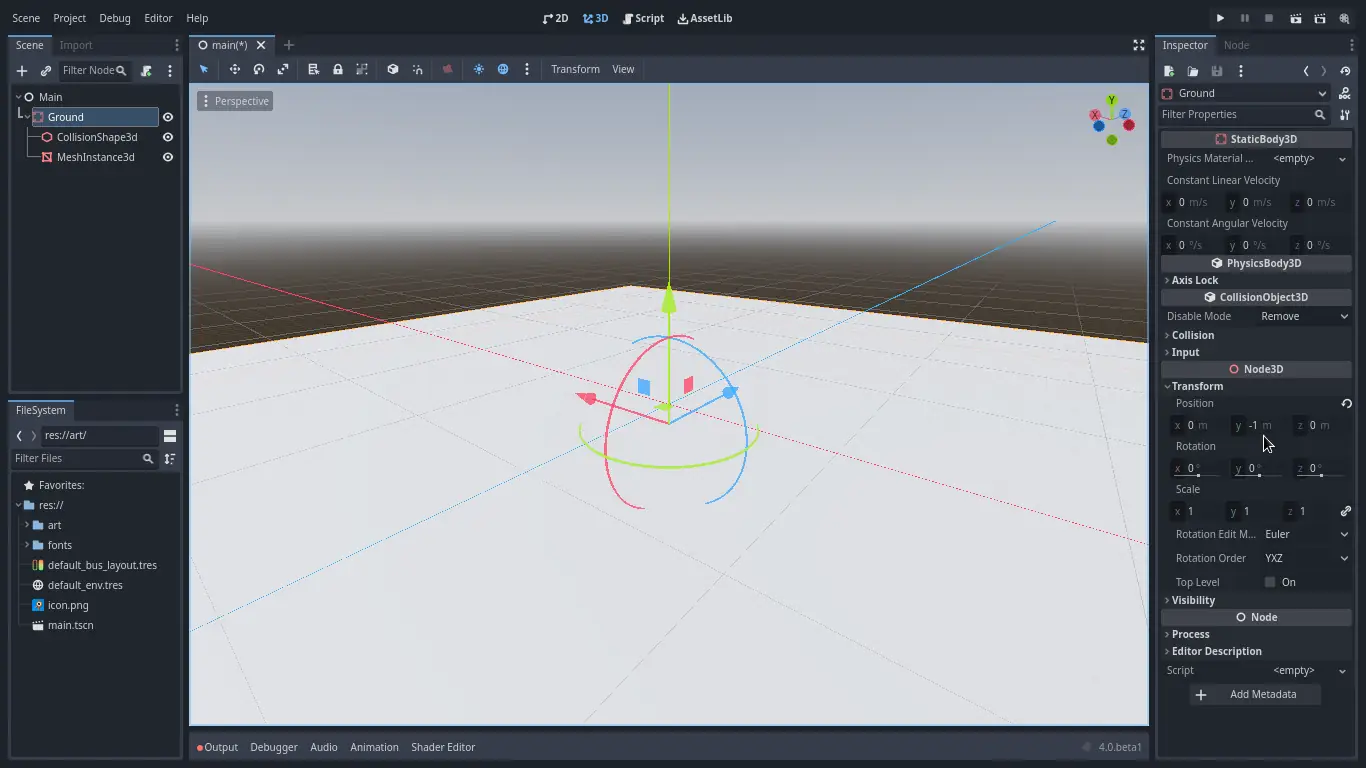 Scene Project Debug Editor Help 2D 3D Script AssetLib
Scene Import
Filter Node
Main
Ground
CollisionShape3d
MeshInstance3d
FileSystem
res://art/
Filter Files
Favorites:
res://
art
fonts
default_bus_layout.tres
default_env.tres
icon.png
main.tscn
main(*)
Transform View
Perspective
Y
X
Z
Output Debugger Audio Animation Shader Editor 4.0.beta1
Inspector Node
Ground
Filter Properties
StaticBody3D
Physics Material ... <empty>
Constant Linear Velocity
x 0 m/s y 0 m/s z 0 m/s
Constant Angular Velocity
x 0 °/s y 0 °/s z 0 °/s
PhysicsBody3D
Axis Lock
CollisionObject3D
Disable Mode Remove
Collision
Input
Node3D
Transform
Position
x 0 m y -1 m z 0 m
Rotation
x 0 ° y 0 ° z 0 °
Scale
x 1 y 1 z 1
Rotation Edit M... Euler
Rotation Order YXZ
Top Level On
Visibility
Node
Process
Editor Description
Script <empty>
Add Metadata